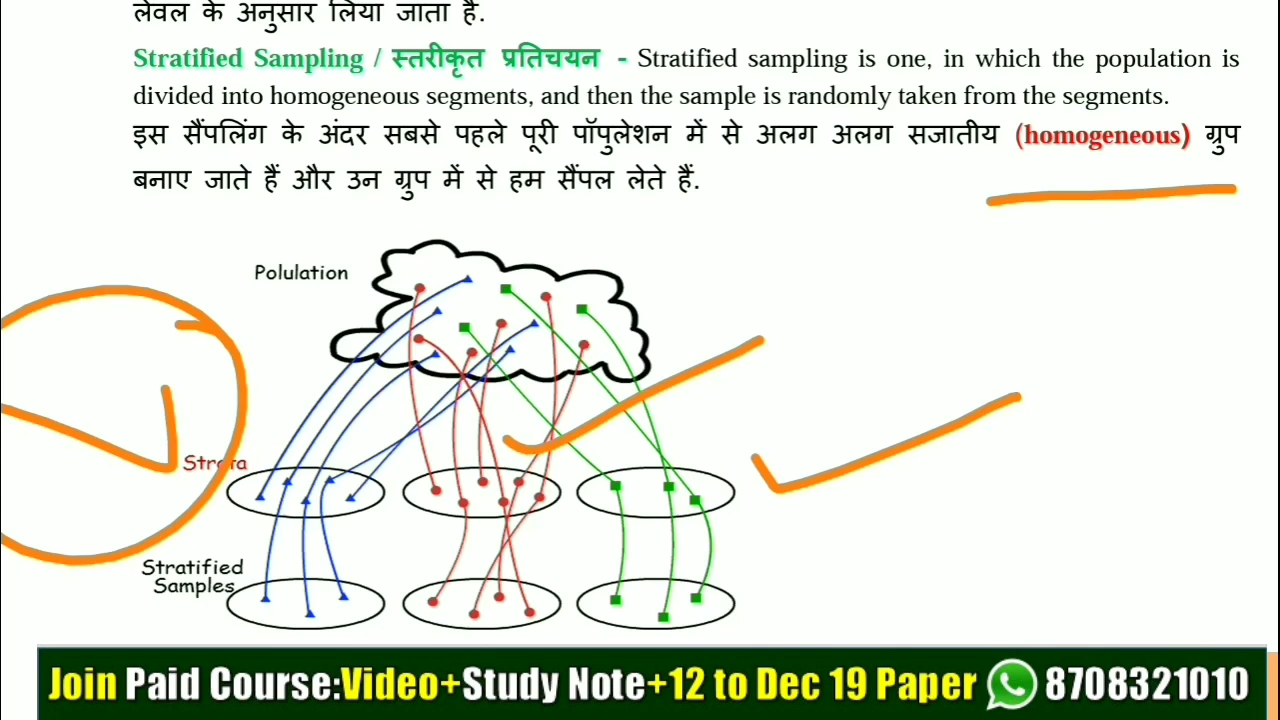 लेवल के अनुसार लिया जाता है.
Stratified Sampling / स्तरीकृत प्रतिचयन - Stratified sampling is one, in which the population is
divided into homogeneous segments, and then the sample is randomly taken from the segments.
इस सैंपलिंग के अंदर सबसे पहले पूरी पॉपुलेशन में से अलग अलग सजातीय (homogeneous) ग्रुप
बनाए जाते हैं और उन ग्रुप में से हम सैंपल लेते हैं.
Polulation
Strata
Stratified
Samples
Join Paid Course:Video+Study Note+12 to Dec 19 Paper 8708321010